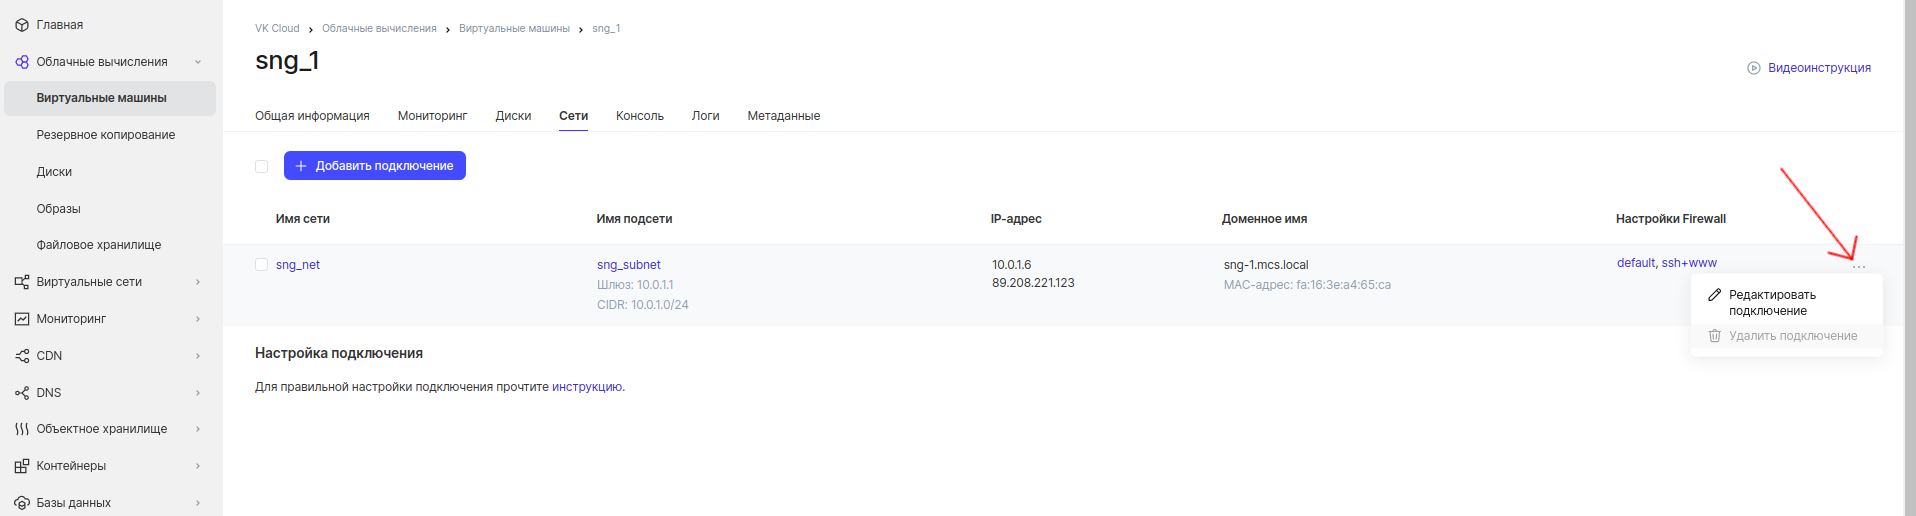 Главная
Облачные вычисления
Виртуальные машины
Резервное копирование
Диски
Образы
Файловое хранилище
Виртуальные сети
Мониторинг
CDN
DNS
Объектное хранилище
Контейнеры
Базы данных
VK Cloud > Облачные вычисления > Виртуальные машины > sng_1
sng_1
Видеоинструкция
Общая информация Мониторинг Диски Сети Консоль Логи Метаданные
+ Добавить подключение
Имя сети Имя подсети IP-адрес Доменное имя Настройки Firewall
sng_net sng_subnet 10.0.1.6 sng-1.mcs.local default, ssh+www
Шлюз: 10.0.1.1 89.208.221.123 MAC-адрес: fa:16:3e:a4:65:ca
CIDR: 10.0.1.0/24
Редактировать
подключение
Удалить подключение
Настройка подключения
Для правильной настройки подключения прочтите инструкцию.